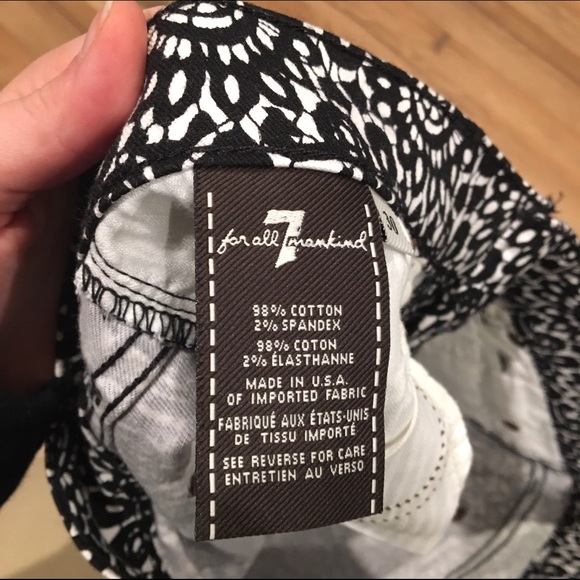 7
for all mankind
30
98% COTTON
2% SPANDEX
98% COTON
2% ÉLASTHANNE
MADE IN U.S.A.
OF IMPORTED FABRIC
FABRIQUÉ AUX ÉTATS-UNIS
DE TISSU IMPORTÉ
SEE REVERSE FOR CARE
ENTRETIEN AU VERSO